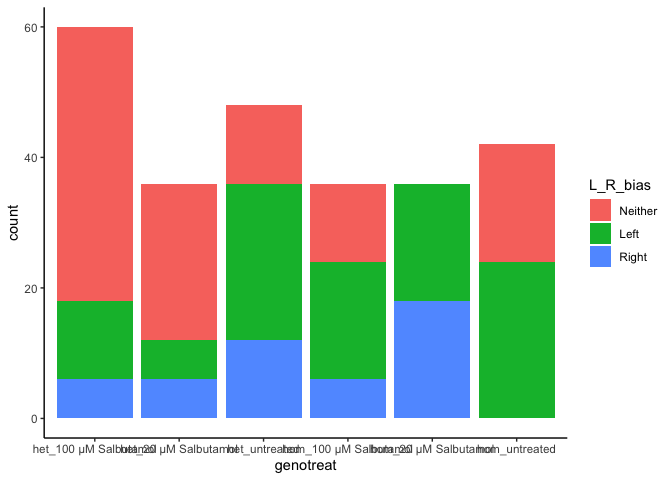 60
40
20
0
count
het_100 µM Salbutamol
het_20 µM Salbutamol
het_untreated
hom_100 µM Salbutamol
hom_20 µM Salbutamol
hom_untreated
genotreat
L_R_bias
Neither
Left
Right